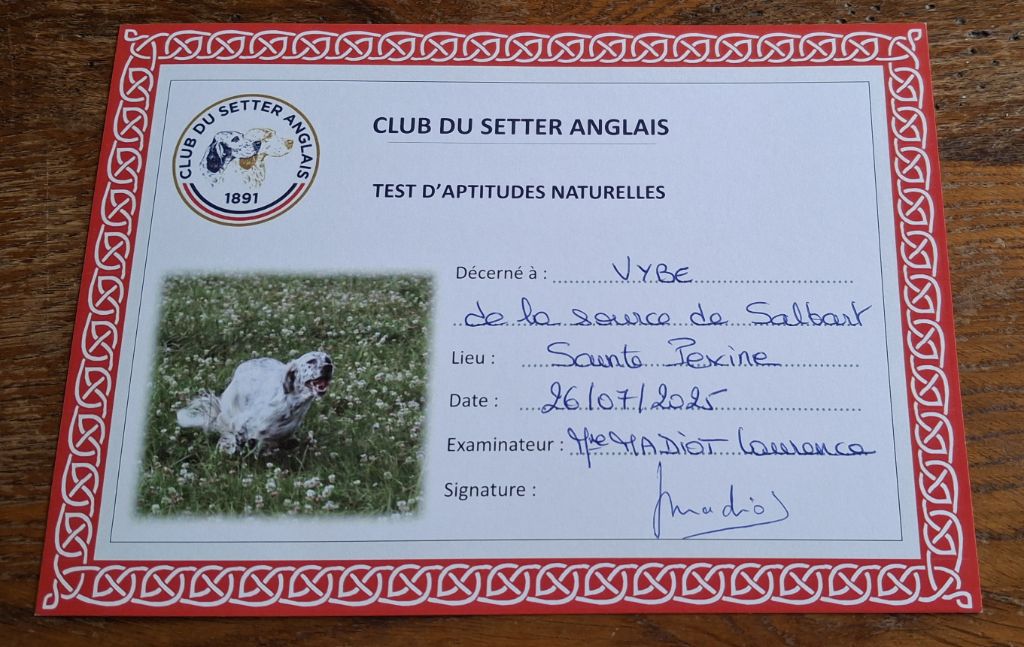 CLUB DU SETTER ANGLAIS
1891
CLUB DU SETTER ANGLAIS
TEST D'APTITUDES NATURELLES
Décerné à : VYBE
de la source de Salbart
Lieu : Sainte Pexine
Date : 26/07/2025
Examinateur : Mme MADIOT Laurence
Signature : Jmadiot